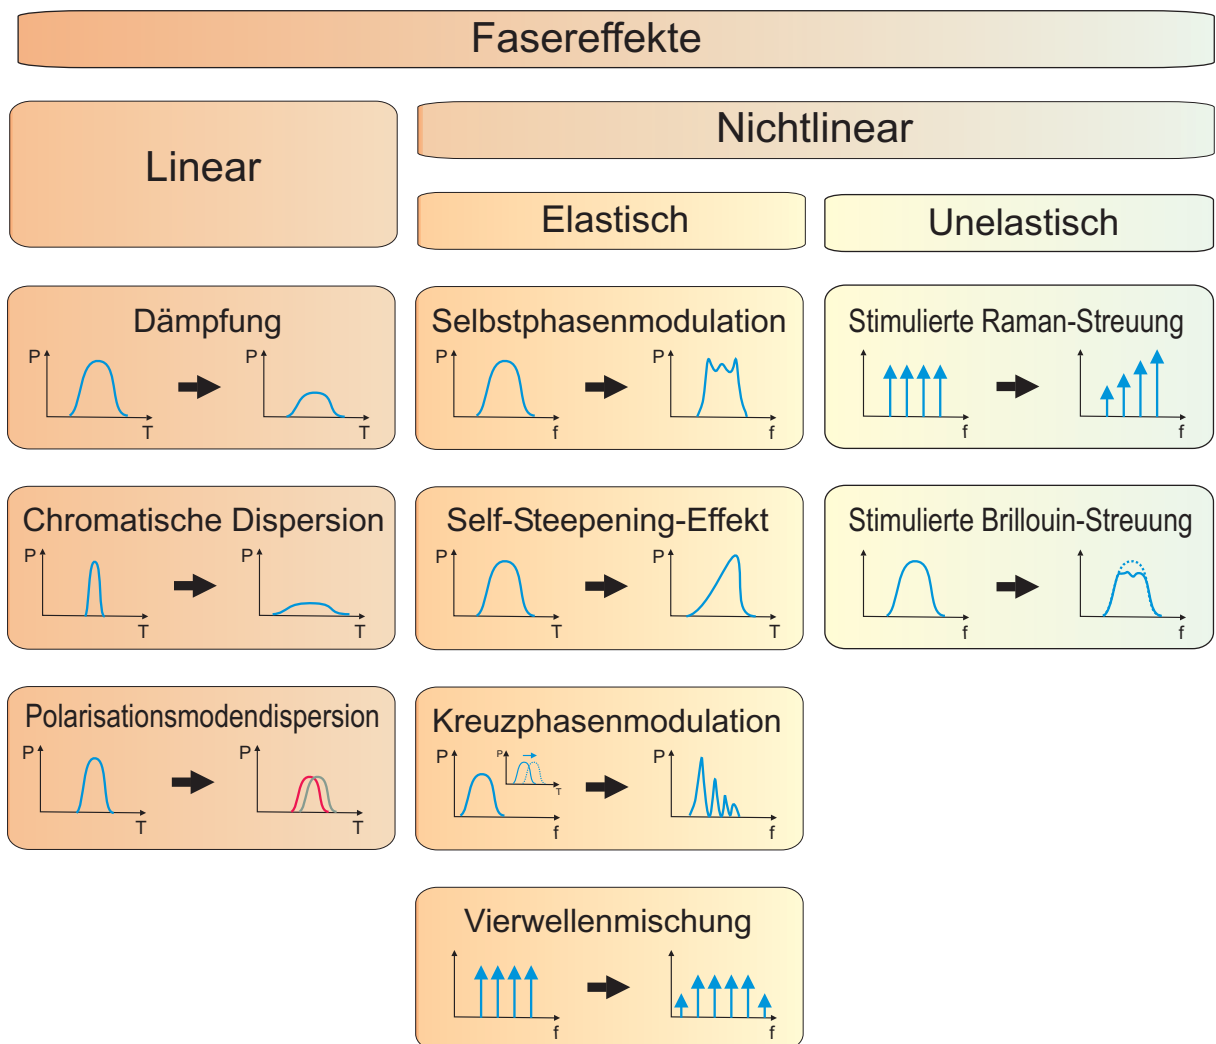 Fasereffekte
Linear
Nichtlinear
Elastisch
Unelastisch
Dämpfung
P
T
P
T
Selbstphasenmodulation
P
f
P
f
Stimulierte Raman-Streuung
f
f
Chromatische Dispersion
P
T
P
T
Self-Steepening-Effekt
P
T
P
T
Stimulierte Brillouin-Streuung
f
f
Polarisationsmodendispersion
P
T
P
T
Kreuzphasenmodulation
P
f
P
T
P
f
Vierwellenmischung
f
f